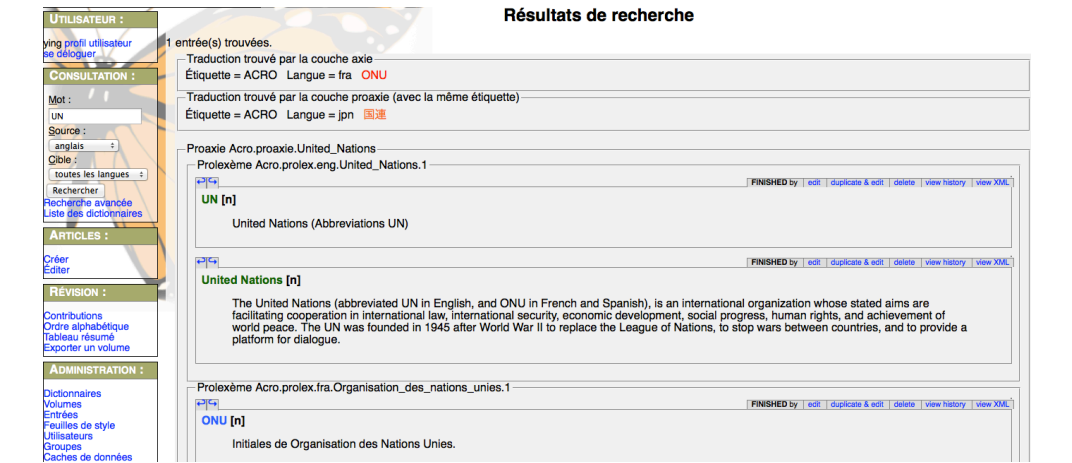 Résultats de recherche
UTILISATEUR :
ying profil utilisateur
se déloguer
CONSULTATION :
Mot :
UN
Source :
anglais
Cible :
toutes les langues
Rechercher
Recherche avancée
Liste des dictionnaires
ARTICLES :
Créer
Éditer
RÉVISION :
Contributions
Ordre alphabétique
Tableau résumé
Exporter un volume
ADMINISTRATION :
Dictionnaires
Volumes
Entrées
Feuilles de style
Utilisateurs
Groupes
Caches de données
1 entrée(s) trouvées.
Traduction trouvé par la couche axie
Étiquette = ACRO Langue = fra ONU
Traduction trouvé par la couche proaxie (avec la même étiquette)
Étiquette = ACRO Langue = jpn 国連
Proaxie Acro.proaxie.United_Nations
Prolexème Acro.prolex.eng.United_Nations.1
FINISHED by | edit | duplicate & edit | delete | view history | view XML
UN [n]
United Nations (Abbreviations UN)
FINISHED by | edit | duplicate & edit | delete | view history | view XML
United Nations [n]
The United Nations (abbreviated UN in English, and ONU in French and Spanish), is an international organization whose stated aims are
facilitating cooperation in international law, international security, economic development, social progress, human rights, and achievement of
world peace. The UN was founded in 1945 after World War II to replace the League of Nations, to stop wars between countries, and to provide a
platform for dialogue.
Prolexème Acro.prolex.fra.Organisation_des_nations_unies.1
FINISHED by | edit | duplicate & edit | delete | view history | view XML
ONU [n]
Initiales de Organisation des Nations Unies.